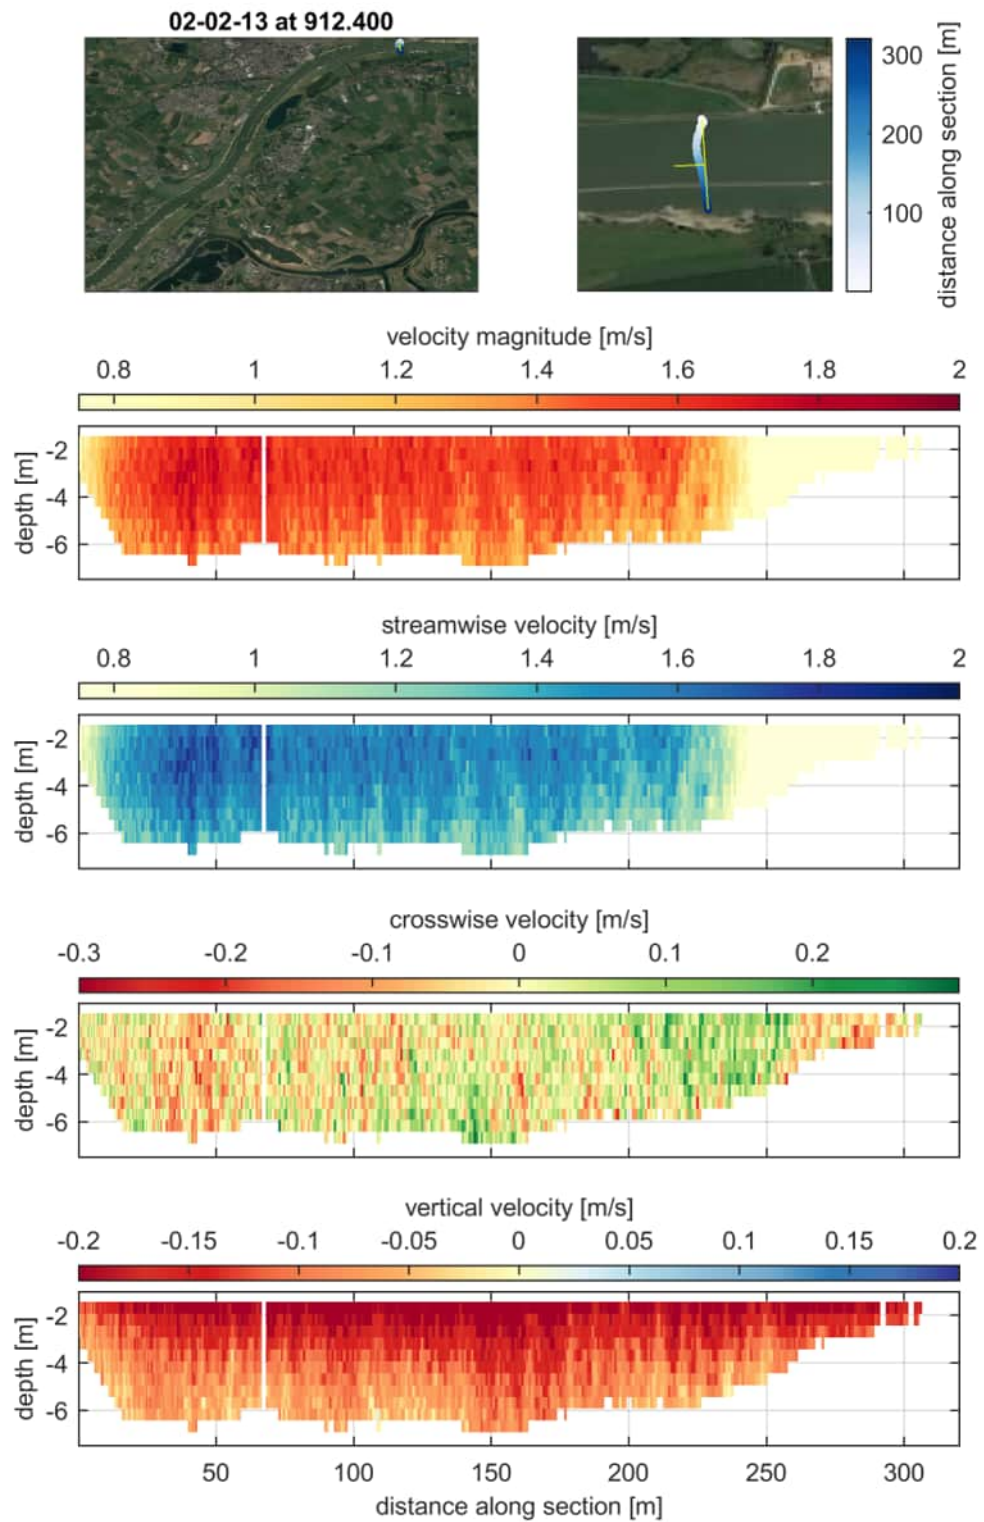 02-02-13 at 912.400
300
200
100
distance along section [m]
velocity magnitude [m/s]
0.8 1 1.2 1.4 1.6 1.8 2
-2
-4
-6
depth [m]
streamwise velocity [m/s]
0.8 1 1.2 1.4 1.6 1.8 2
-2
-4
-6
depth [m]
crosswise velocity [m/s]
-0.3 -0.2 -0.1 0 0.1 0.2
-2
-4
-6
depth [m]
vertical velocity [m/s]
-0.2 -0.15 -0.1 -0.05 0 0.05 0.1 0.15 0.2
-2
-4
-6
depth [m]
50 100 150 200 250 300
distance along section [m]